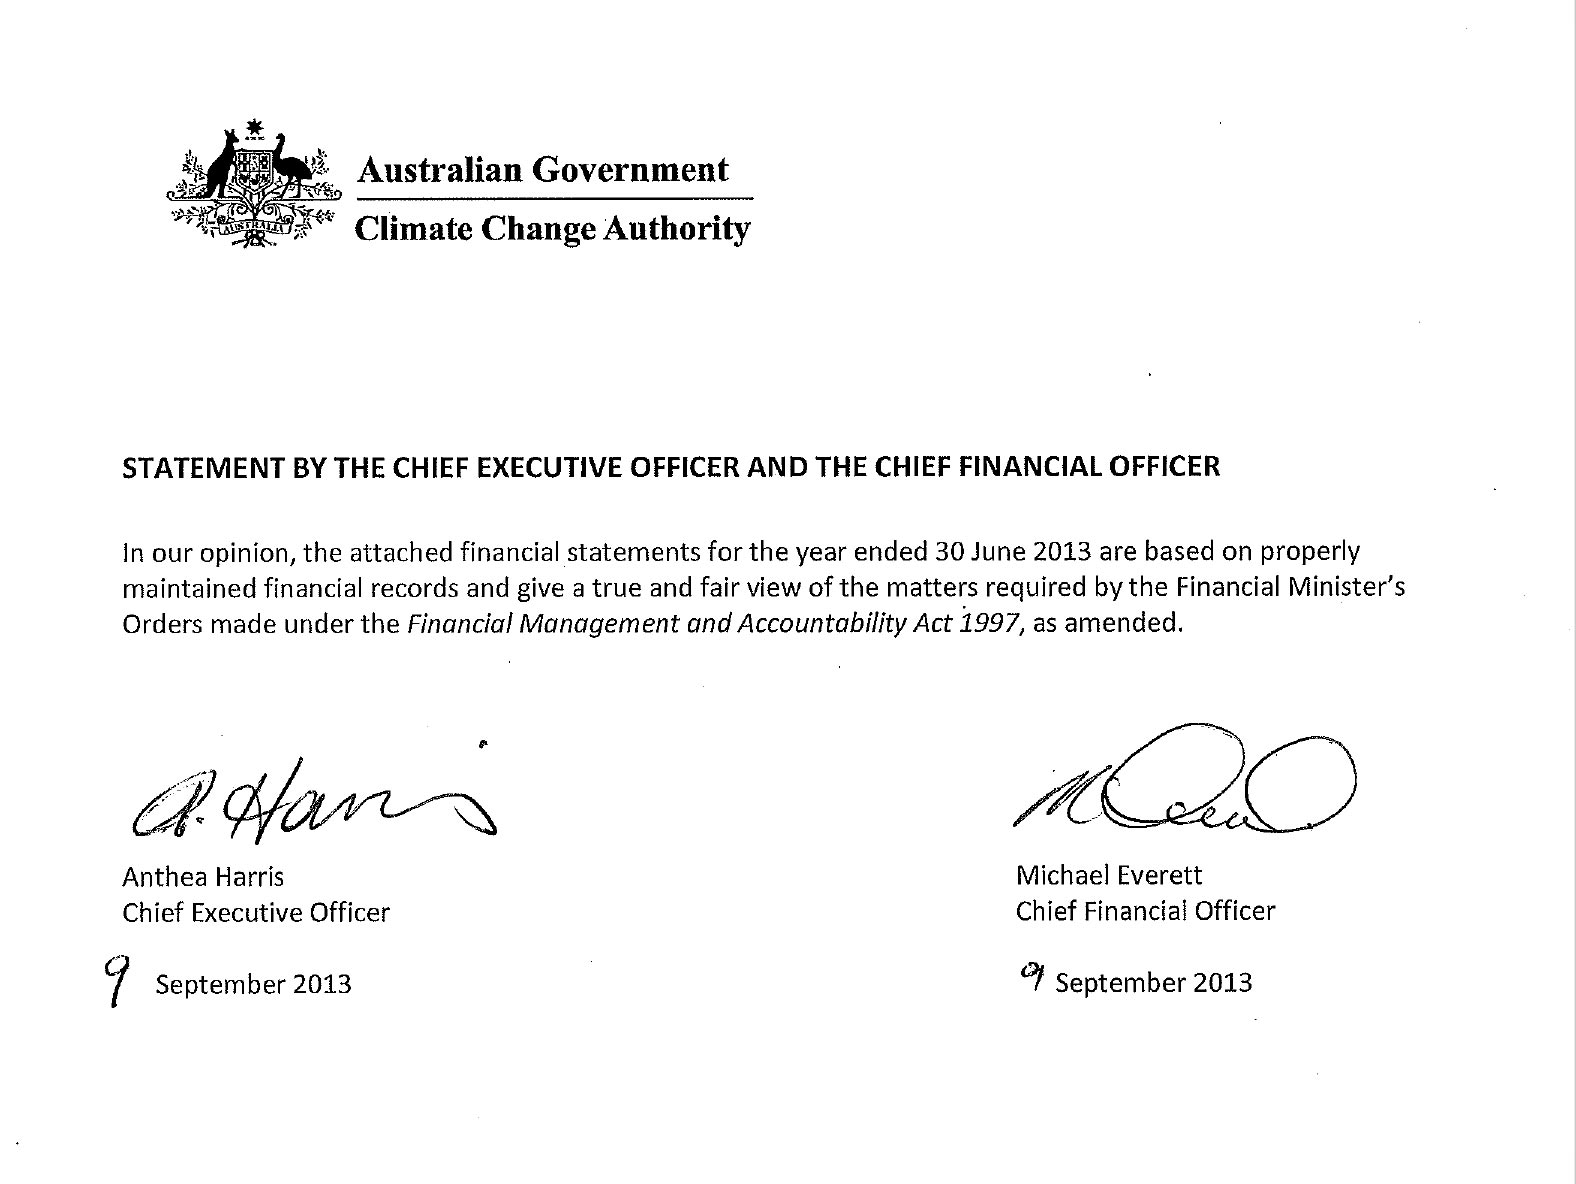 AUSTRALIA
Australian Government
Climate Change Authority
STATEMENT BY THE CHIEF EXECUTIVE OFFICER AND THE CHIEF FINANCIAL OFFICER
In our opinion, the attached financial statements for the year ended 30 June 2013 are based on properly
maintained financial records and give a true and fair view of the matters required by the Financial Minister's
Orders made under the Financial Management and Accountability Act 1997, as amended.
A. Harris
Anthea Harris
Chief Executive Officer
9 September 2013
Michael Everett
Chief Financial Officer
9 September 2013